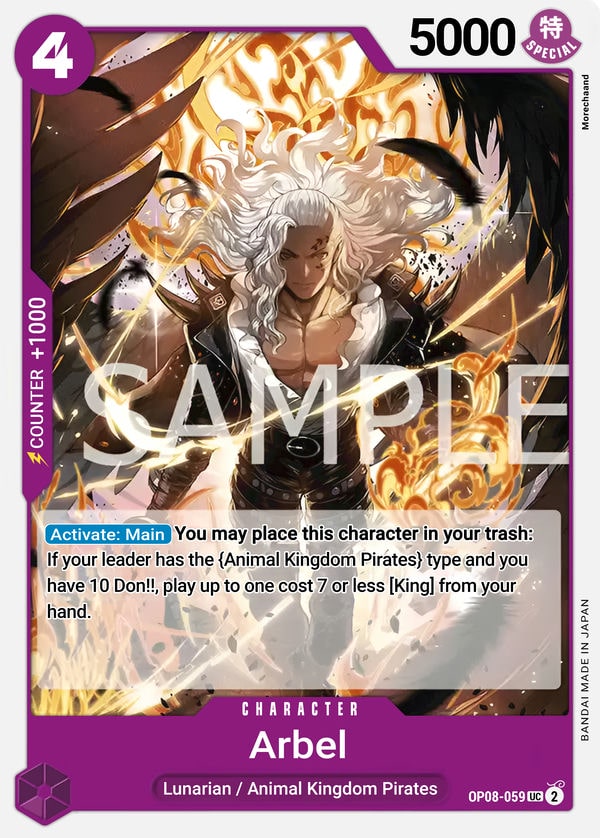 4
5000
特
SPECIAL
Morechaand
COUNTER +1000
SAMPLE
Activate: Main You may place this character in your trash:
If your leader has the {Animal Kingdom Pirates} type and you
have 10 Don!!, play up to one cost 7 or less [King] from your
hand.
BANDAI MADE IN JAPAN
CHARACTER
Arbel
Lunarian / Animal Kingdom Pirates
OP08-059 UC 2